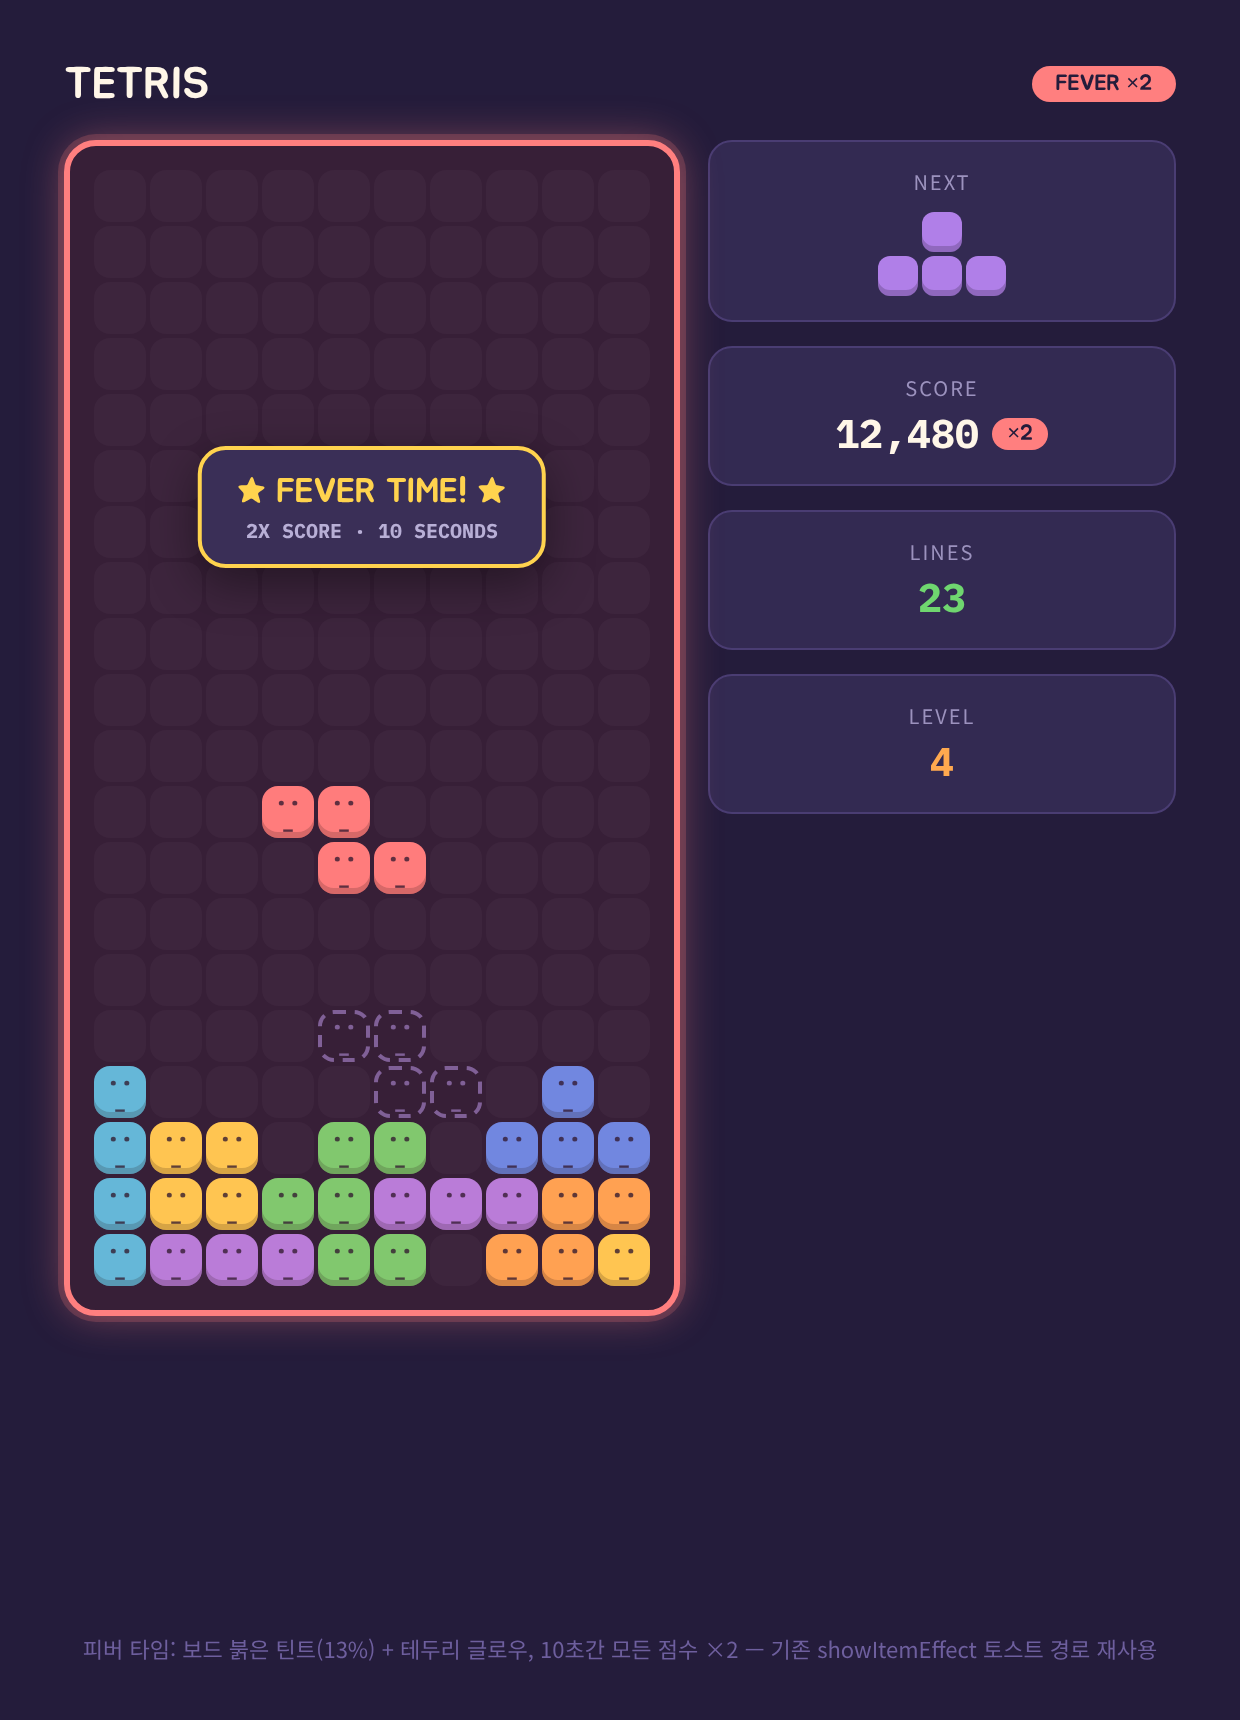 TETRIS
FEVER ×2
NEXT
SCORE
12,480 ×2
★ FEVER TIME! ★
2X SCORE · 10 SECONDS
LINES
23
LEVEL
4
피버 타임: 보드 붉은 틴트(13%) + 테두리 글로우, 10초간 모든 점수 ×2 — 기존 showItemEffect 토스트 경로 재사용